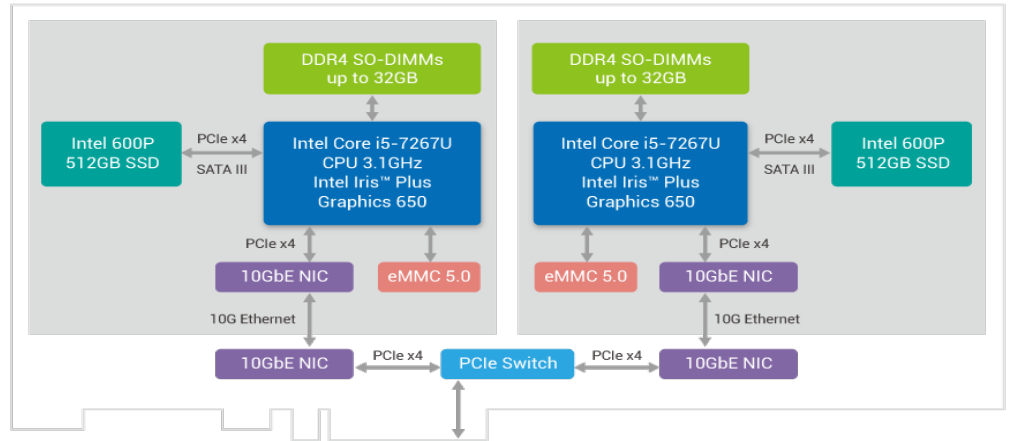 DDR4 SO-DIMMs
up to 32GB
Intel 600P
512GB SSD
PCIe x4
SATA III
Intel Core i5-7267U
CPU 3.1GHz
Intel Iris™ Plus
Graphics 650
PCIe x4
10GbE NIC
eMMC 5.0
10G Ethernet
10GbE NIC
PCIe x4
PCIe Switch
DDR4 SO-DIMMs
up to 32GB
Intel Core i5-7267U
CPU 3.1GHz
Intel Iris™ Plus
Graphics 650
PCIe x4
SATA III
Intel 600P
512GB SSD
PCIe x4
eMMC 5.0
10GbE NIC
10G Ethernet
PCIe x4
10GbE NIC